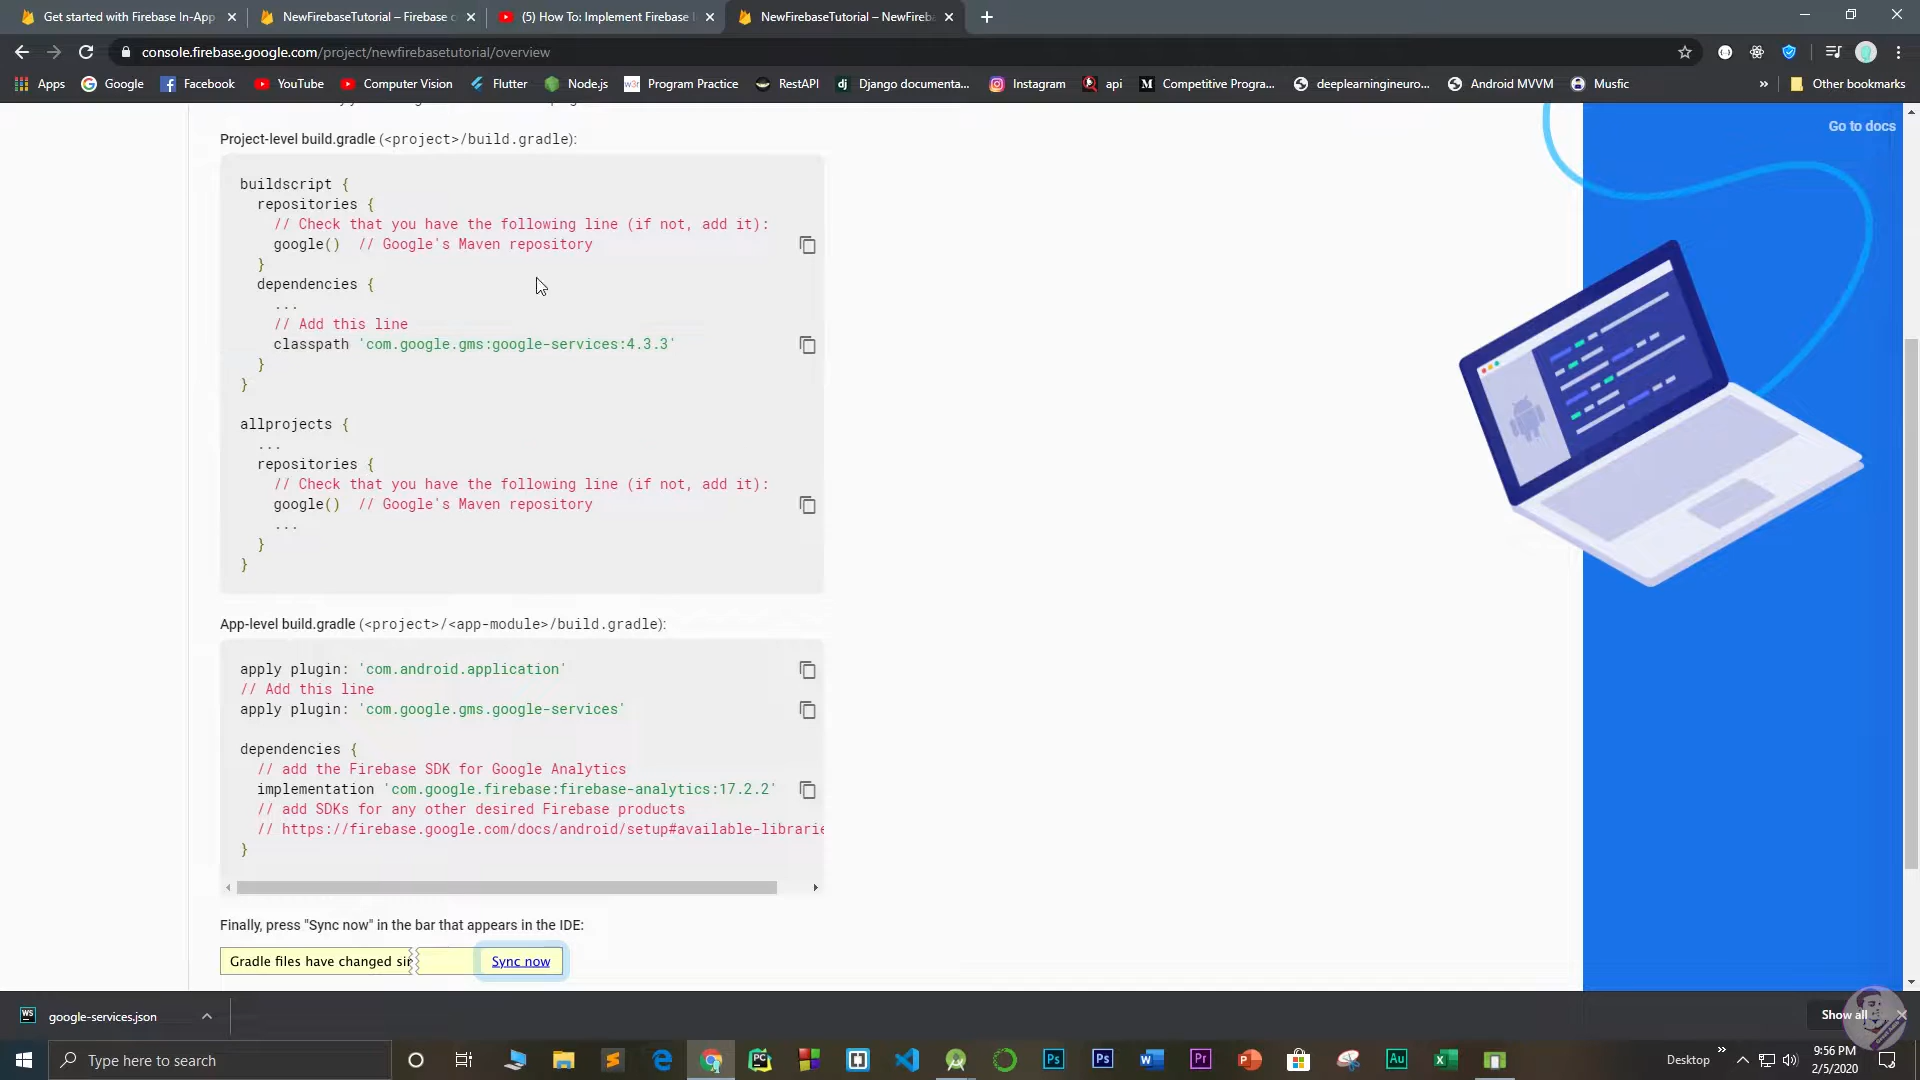 Get started with Firebase In-App
NewFirebaseTutorial – Firebase c
(5) How To: Implement Firebase I
NewFirebaseTutorial – NewFireba
console.firebase.google.com/project/newfirebasetutorial/overview
Apps
Google
Facebook
YouTube
Computer Vision
Flutter
Node.js
Program Practice
RestAPI
Django documenta...
Instagram
api
Competitive Progra...
deeplearningineuro...
Android MVVM
Musfic
»
Other bookmarks
Go to docs
Project-level build.gradle (<project>/build.gradle):
buildscript {
repositories {
// Check that you have the following line (if not, add it):
google() // Google's Maven repository
}
dependencies {
...
// Add this line
classpath 'com.google.gms:google-services:4.3.3'
}
}
allprojects {
...
repositories {
// Check that you have the following line (if not, add it):
google() // Google's Maven repository
...
}
}
App-level build.gradle (<project>/<app-module>/build.gradle):
apply plugin: 'com.android.application'
// Add this line
apply plugin: 'com.google.gms.google-services'
dependencies {
// add the Firebase SDK for Google Analytics
implementation 'com.google.firebase:firebase-analytics:17.2.2'
// add SDKs for any other desired Firebase products
// https://firebase.google.com/docs/android/setup#available-librarie
}
Finally, press "Sync now" in the bar that appears in the IDE:
Gradle files have changed sin
Sync now
google-services.json
Show all
Type here to search
Desktop
9:56 PM
2/5/2020